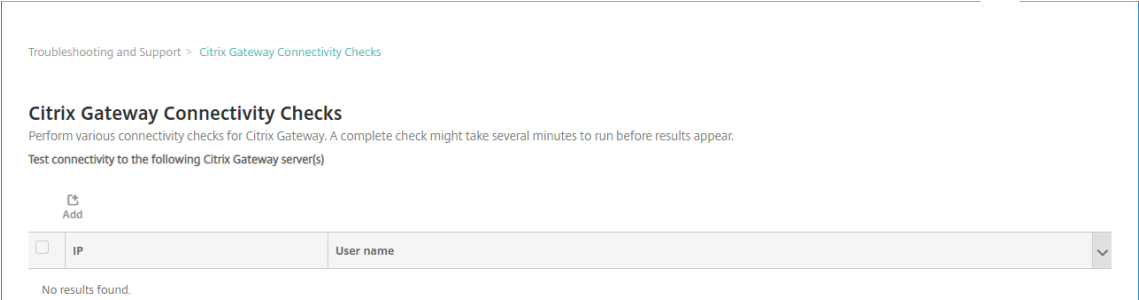 Troubleshooting and Support > Citrix Gateway Connectivity Checks
Citrix Gateway Connectivity Checks
Perform various connectivity checks for Citrix Gateway. A complete check might take several minutes to run before results appear.
Test connectivity to the following Citrix Gateway server(s)
Add
IP User name
No results found.